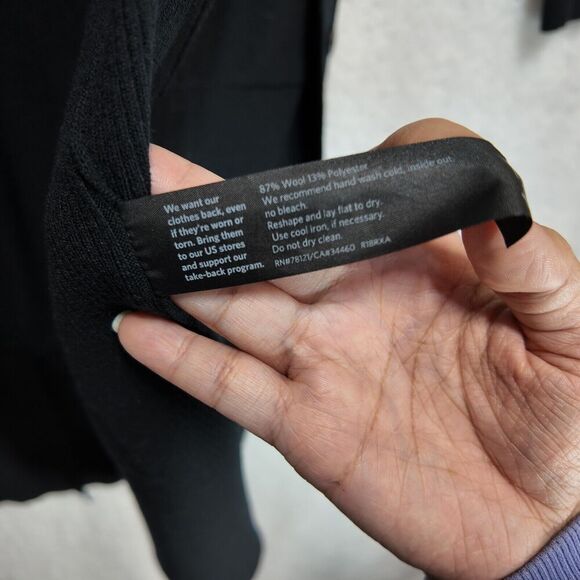 We want our
clothes back, even
if they're worn or
torn. Bring them
to our US stores
and support our
take-back program.
87% Wool 13% Polyester
We recommend hand wash cold, inside out,
no bleach.
Reshape and lay flat to dry.
Use cool iron, if necessary.
Do not dry clean.
RN#78121/CA#34460 R1BRXA